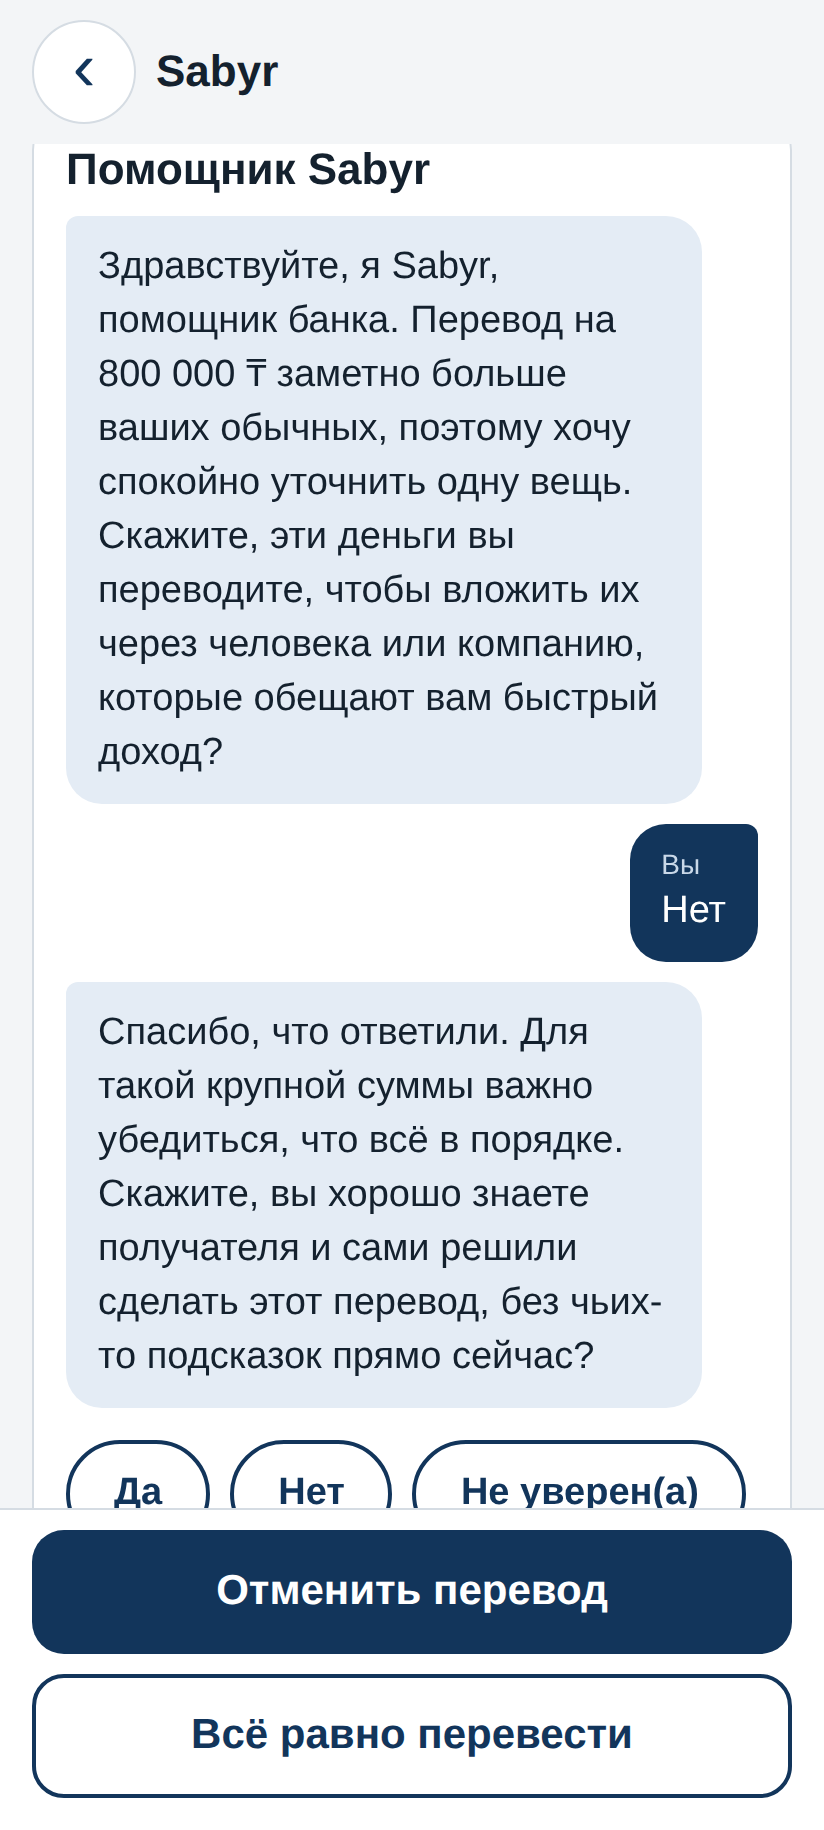 Sabyr
Помощник Sabyr
Здравствуйте, я Sabyr,
помощник банка. Перевод на
800 000 ₸ заметно больше
ваших обычных, поэтому хочу
спокойно уточнить одну вещь.
Скажите, эти деньги вы
переводите, чтобы вложить их
через человека или компанию,
которые обещают вам быстрый
доход?
Вы
Нет
Спасибо, что ответили. Для
такой крупной суммы важно
убедиться, что всё в порядке.
Скажите, вы хорошо знаете
получателя и сами решили
сделать этот перевод, без чьих-
то подсказок прямо сейчас?
Да Нет Не уверен(а)
Отменить перевод
Всё равно перевести